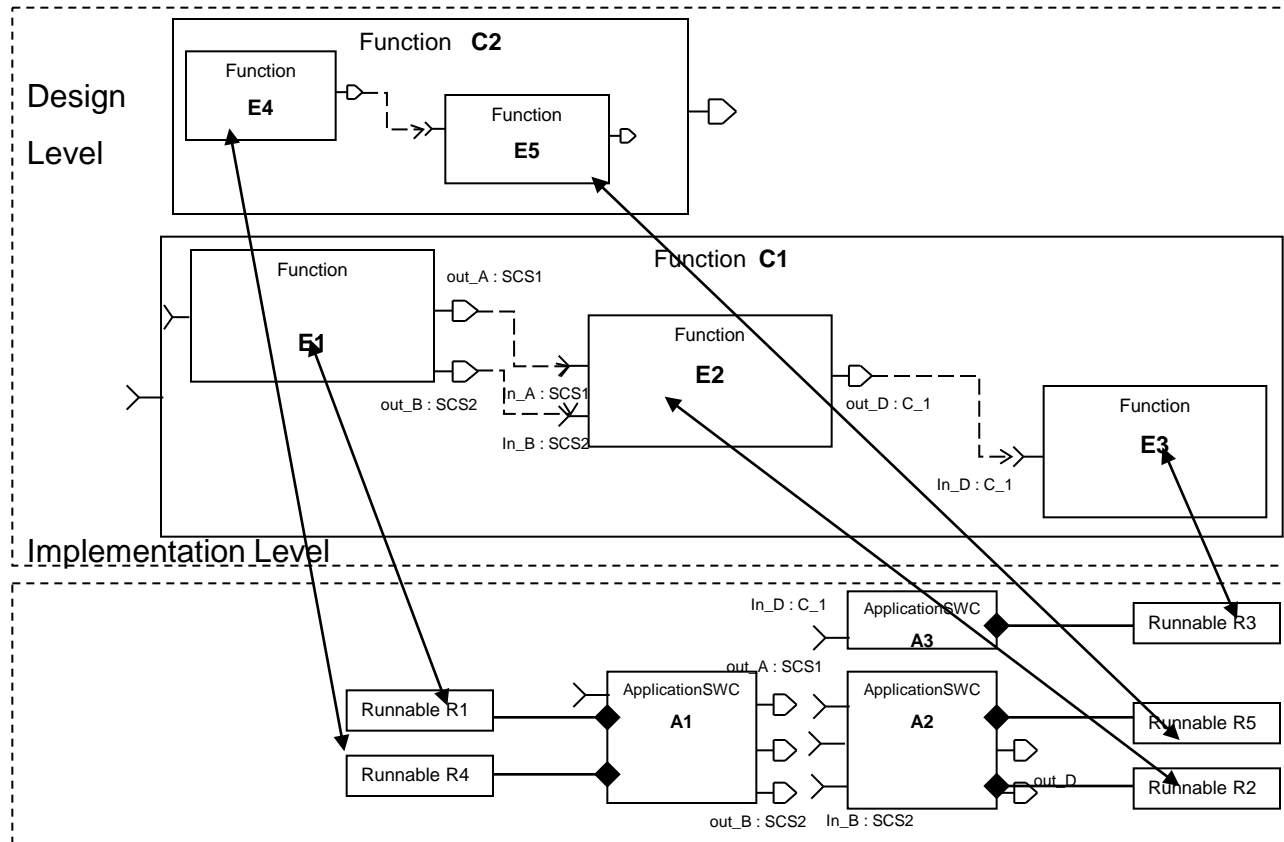 Function C2
Function
E4
Design
Level
Function
E5
Function C1
Function
E1
out_A : SCS1
out_B : SCS2
In_A : SCS1
In_B : SCS2
Function
E2
out_D : C_1
In_D : C_1
Function
E3
Implementation Level
In_D : C_1
ApplicationSWC
A3
Runnable R3
out_A : SCS1
Runnable R1
Runnable R4
ApplicationSWC
A1
ApplicationSWC
A2
Runnable R5
out_D
Runnable R2
out_B : SCS2
In_B : SCS2